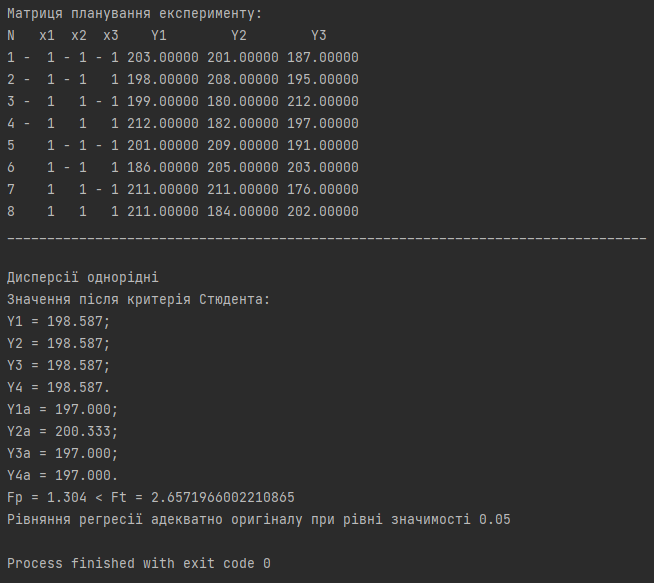 Матриця планування експерименту:
N   x1  x2  x3    Y1        Y2        Y3
1 -  1 - 1 - 1 203.00000 201.00000 187.00000
2 -  1 - 1   1 198.00000 208.00000 195.00000
3 -  1   1 - 1 199.00000 180.00000 212.00000
4 -  1   1   1 212.00000 182.00000 197.00000
5    1 - 1 - 1 201.00000 209.00000 191.00000
6    1 - 1   1 186.00000 205.00000 203.00000
7    1   1 - 1 211.00000 211.00000 176.00000
8    1   1   1 211.00000 184.00000 202.00000
________________________________________________________________________________
Дисперсії однорідні
Значення після критерія Стюдента:
Y1 = 198.587;
Y2 = 198.587;
Y3 = 198.587;
Y4 = 198.587.
Y1a = 197.000;
Y2a = 200.333;
Y3a = 197.000;
Y4a = 197.000.
Fp = 1.304 < Ft = 2.6571966002210865
Рівняння регресії адекватно оригіналу при рівні значимості 0.05
Process finished with exit code 0